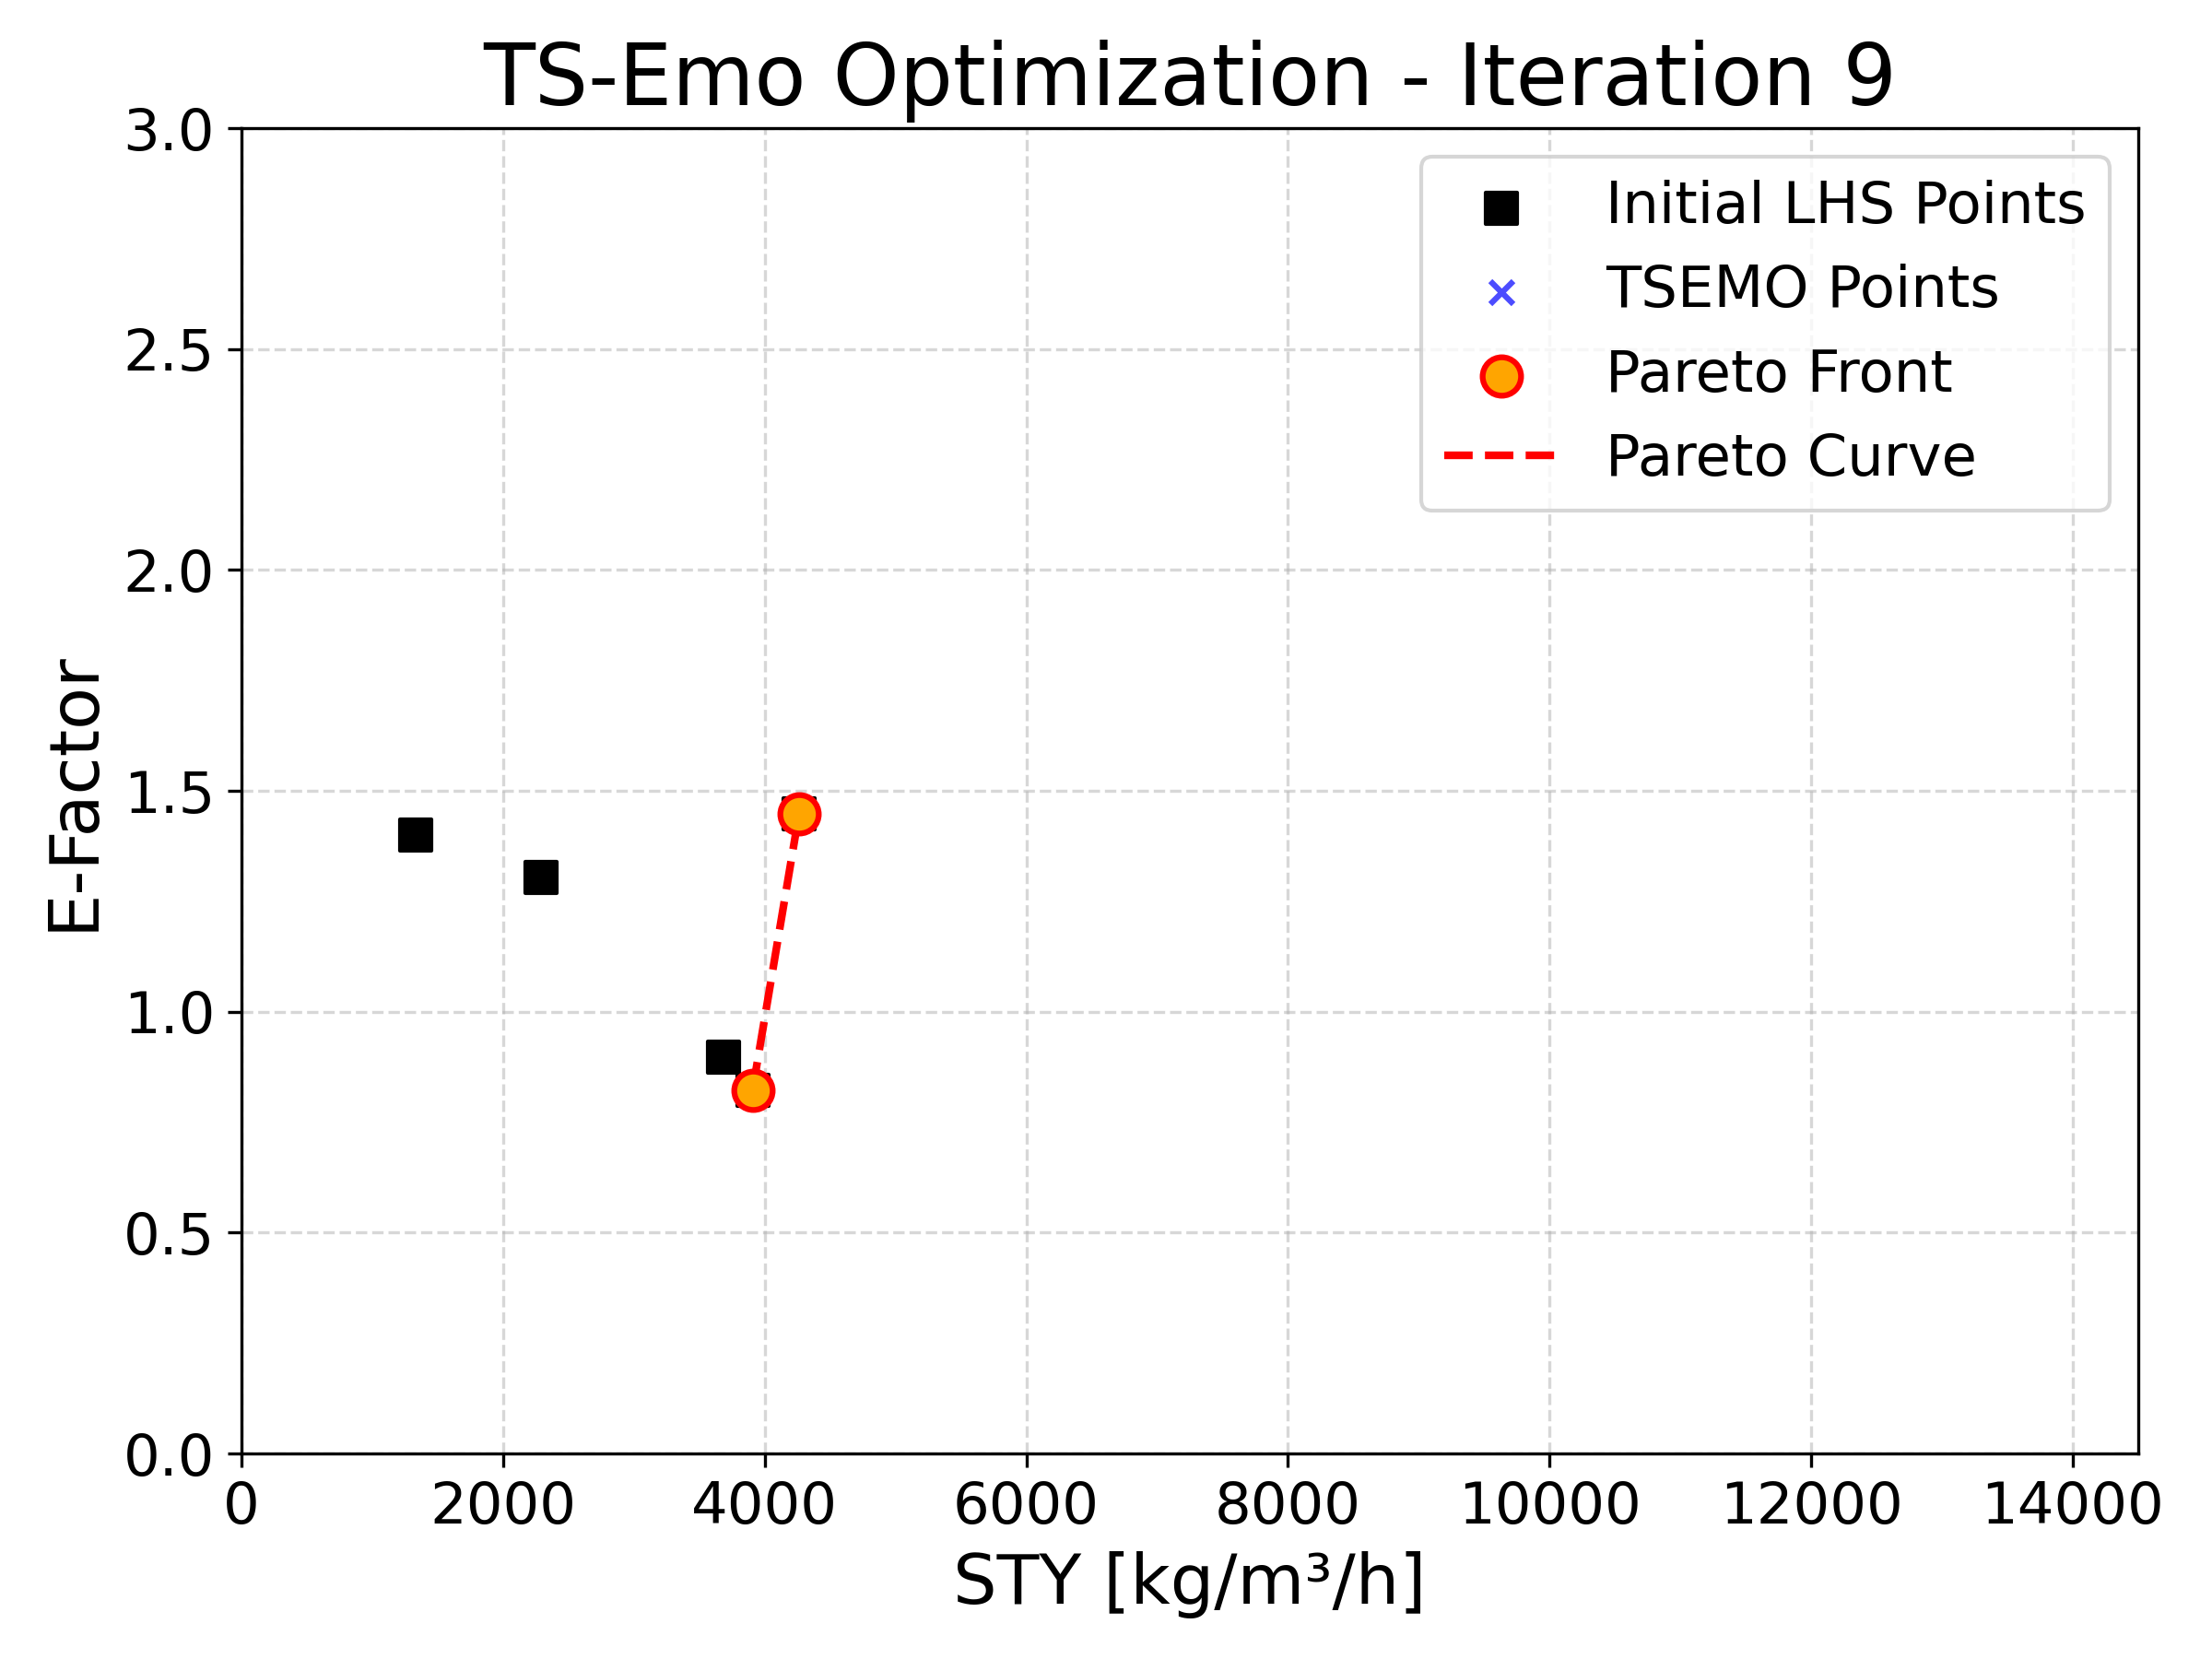 TS-Emo Optimization - Iteration 9
3.0
2.5
2.0
1.5
1.0
0.5
0.0
E-Factor
Initial LHS Points
TSEMO Points
Pareto Front
Pareto Curve
0 2000 4000 6000 8000 10000 12000 14000
STY [kg/m³/h]